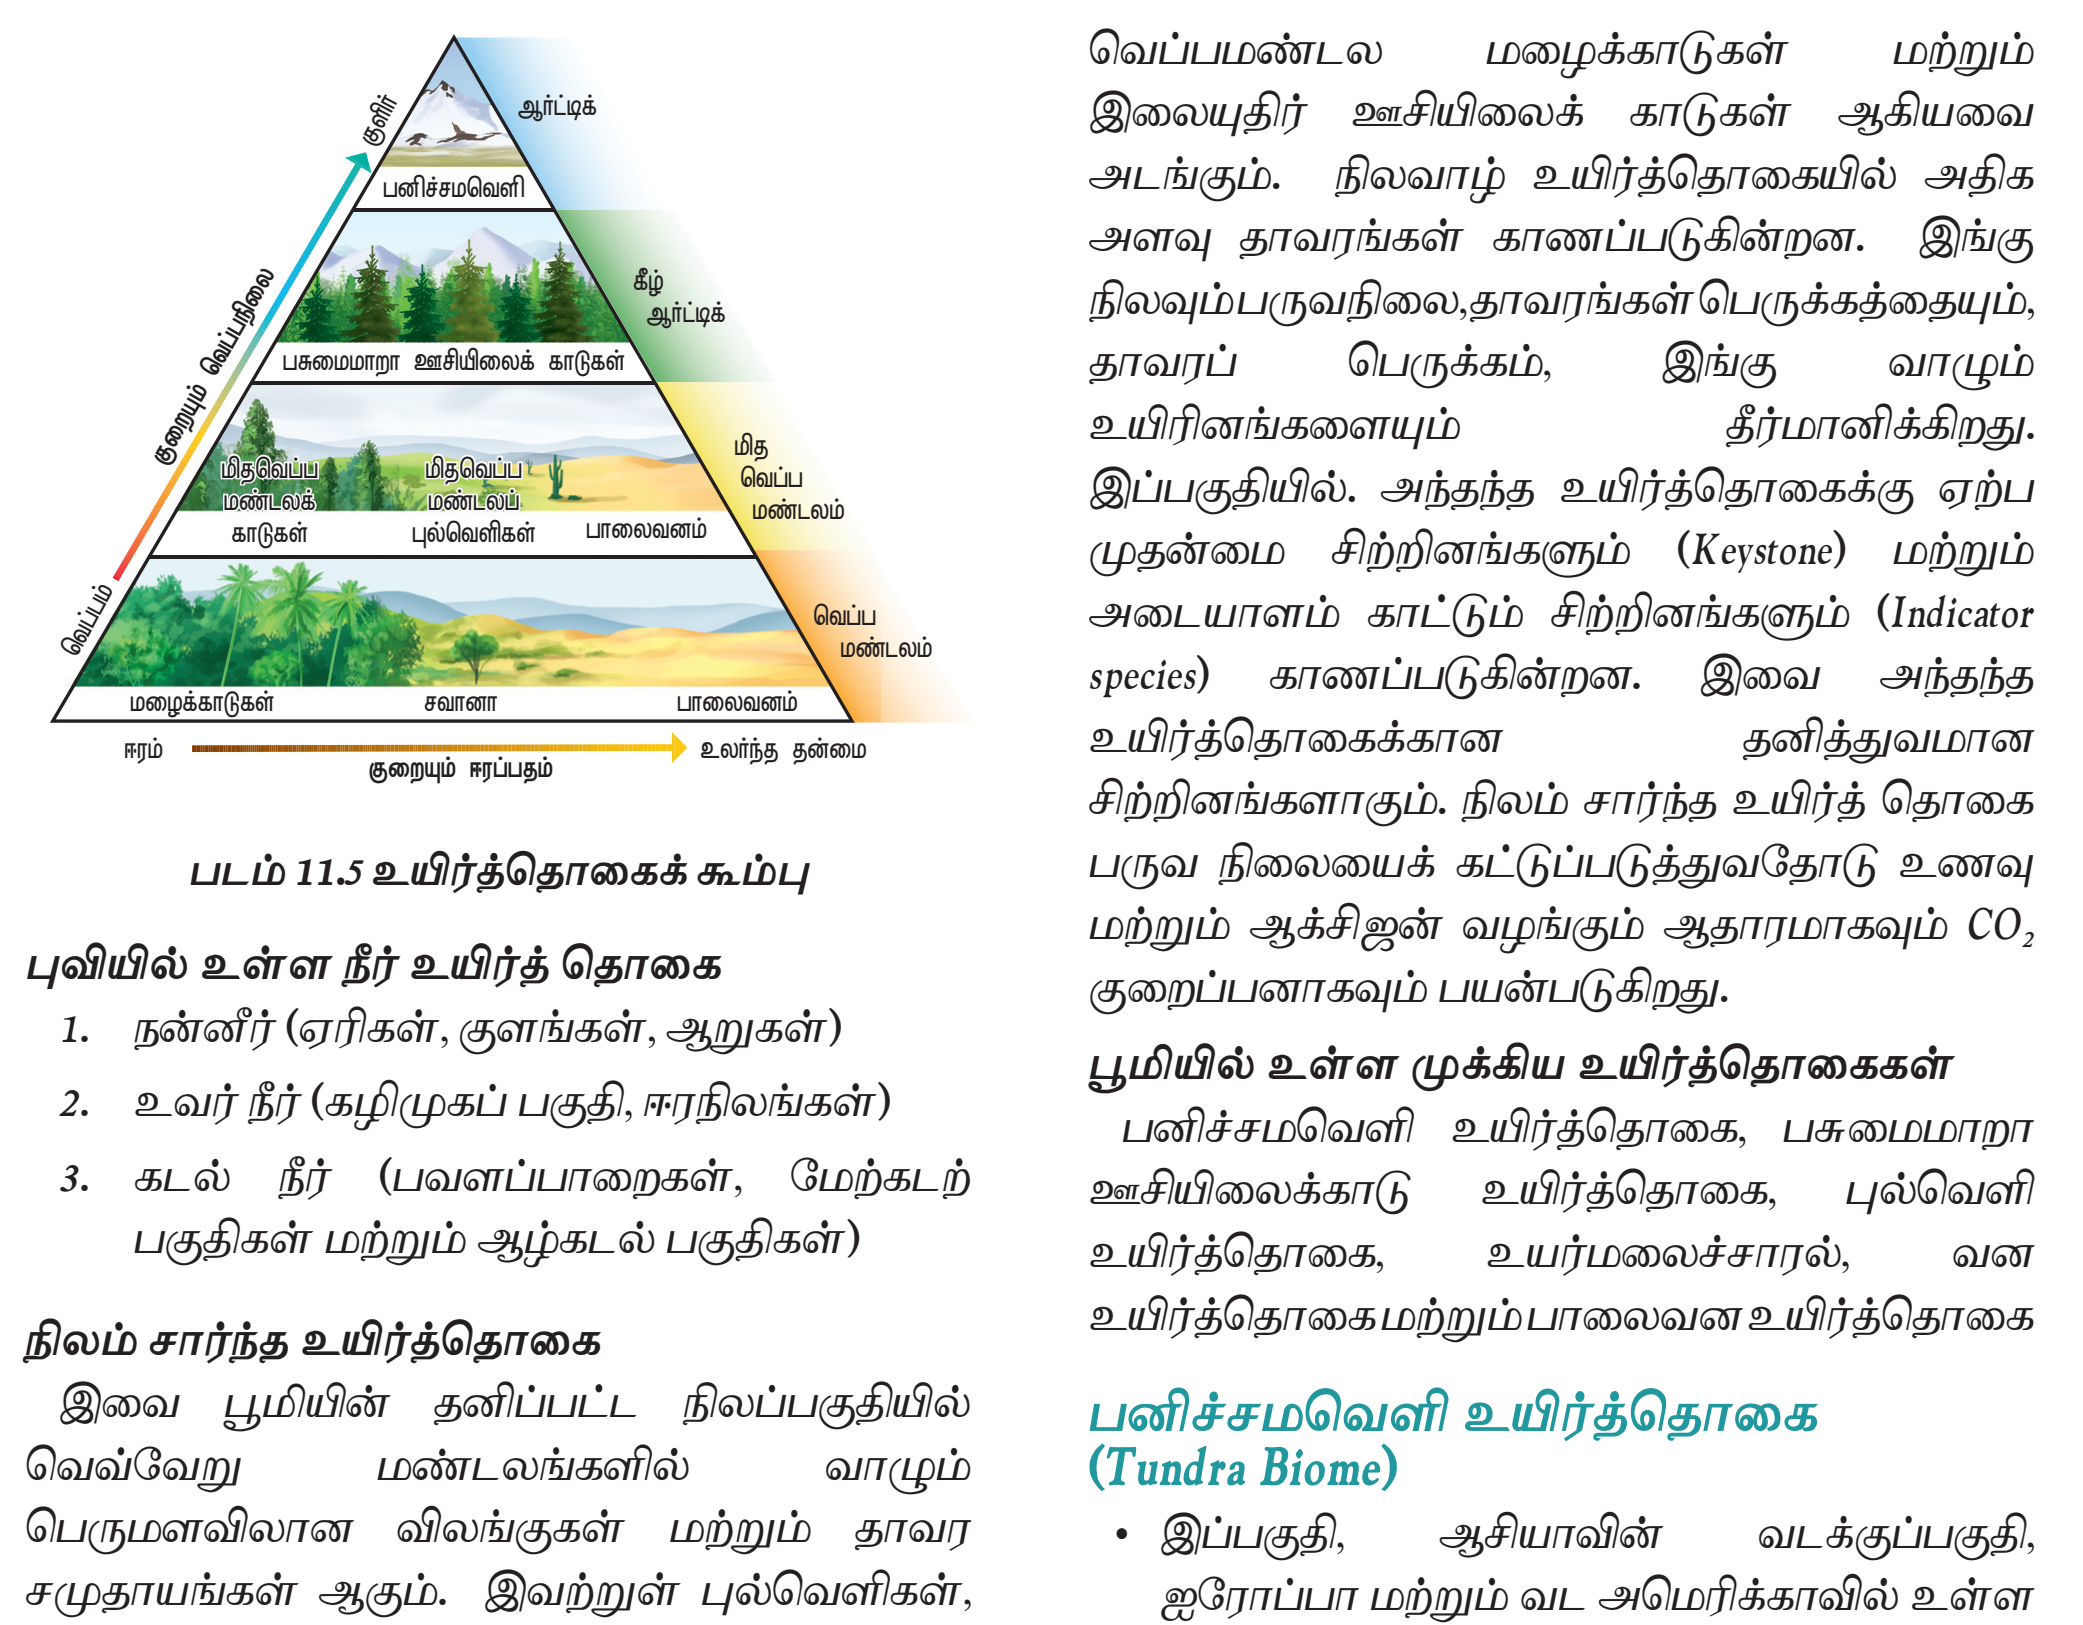 குளிர்
குறையும் வெப்பநிலை
வெப்பம்
ஆர்ட்டிக்
பனிச்சமவெளி
கீழ்
ஆர்ட்டிக்
பசுமைமாறா ஊசியிலைக் காடுகள்
மித
வெப்ப
மண்டலம்
மிதவெப்ப
மண்டலக்
காடுகள்
மிதவெப்ப
மண்டலப்
புல்வெளிகள்
பாலைவனம்
வெப்ப
மண்டலம்
மழைக்காடுகள் சவானா பாலைவனம்
ஈரம்
குறையும் ஈரப்பதம்
உலர்ந்த தன்மை
படம் 11.5 உயிர்த்தொகைக் கூம்பு
புவியில் உள்ள நீர் உயிர்த் தொகை
1. நன்னீர் (ஏரிகள், குளங்கள், ஆறுகள்)
2. உவர் நீர் (கழிமுகப் பகுதி, ஈரநிலங்கள்)
3. கடல் நீர் (பவளப்பாறைகள், மேற்கடற்
பகுதிகள் மற்றும் ஆழ்கடல் பகுதிகள்)
நிலம் சார்ந்த உயிர்த்தொகை
இவை பூமியின் தனிப்பட்ட நிலப்பகுதியில்
வெவ்வேறு மண்டலங்களில் வாழும்
பெருமளவிலான விலங்குகள் மற்றும் தாவர
சமுதாயங்கள் ஆகும். இவற்றுள் புல்வெளிகள்,
வெப்பமண்டல மழைக்காடுகள் மற்றும்
இலையுதிர் ஊசியிலைக் காடுகள் ஆகியவை
அடங்கும். நிலவாழ் உயிர்த்தொகையில் அதிக
அளவு தாவரங்கள் காணப்படுகின்றன. இங்கு
நிலவும் பருவநிலை, தாவரங்கள் பெருக்கத்தையும்,
தாவரப் பெருக்கம், இங்கு வாழும்
உயிரினங்களையும் தீர்மானிக்கிறது.
இப்பகுதியில். அந்தந்த உயிர்த்தொகைக்கு ஏற்ப
முதன்மை சிற்றினங்களும் (Keystone) மற்றும்
அடையாளம் காட்டும் சிற்றினங்களும் (Indicator
species) காணப்படுகின்றன. இவை அந்தந்த
உயிர்த்தொகைக்கான தனித்துவமான
சிற்றினங்களாகும். நிலம் சார்ந்த உயிர்த் தொகை
பருவ நிலையைக் கட்டுப்படுத்துவதோடு உணவு
மற்றும் ஆக்சிஜன் வழங்கும் ஆதாரமாகவும் CO₂
குறைப்பனாகவும் பயன்படுகிறது.
பூமியில் உள்ள முக்கிய உயிர்த்தொகைகள்
பனிச்சமவெளி உயிர்த்தொகை, பசுமைமாறா
ஊசியிலைக்காடு உயிர்த்தொகை, புல்வெளி
உயிர்த்தொகை, உயர்மலைச்சாரல், வன
உயிர்த்தொகை மற்றும் பாலைவன உயிர்த்தொகை
பனிச்சமவெளி உயிர்த்தொகை
(Tundra Biome)
• இப்பகுதி, ஆசியாவின் வடக்குப்பகுதி,
ஐரோப்பா மற்றும் வட அமெரிக்காவில் உள்ள